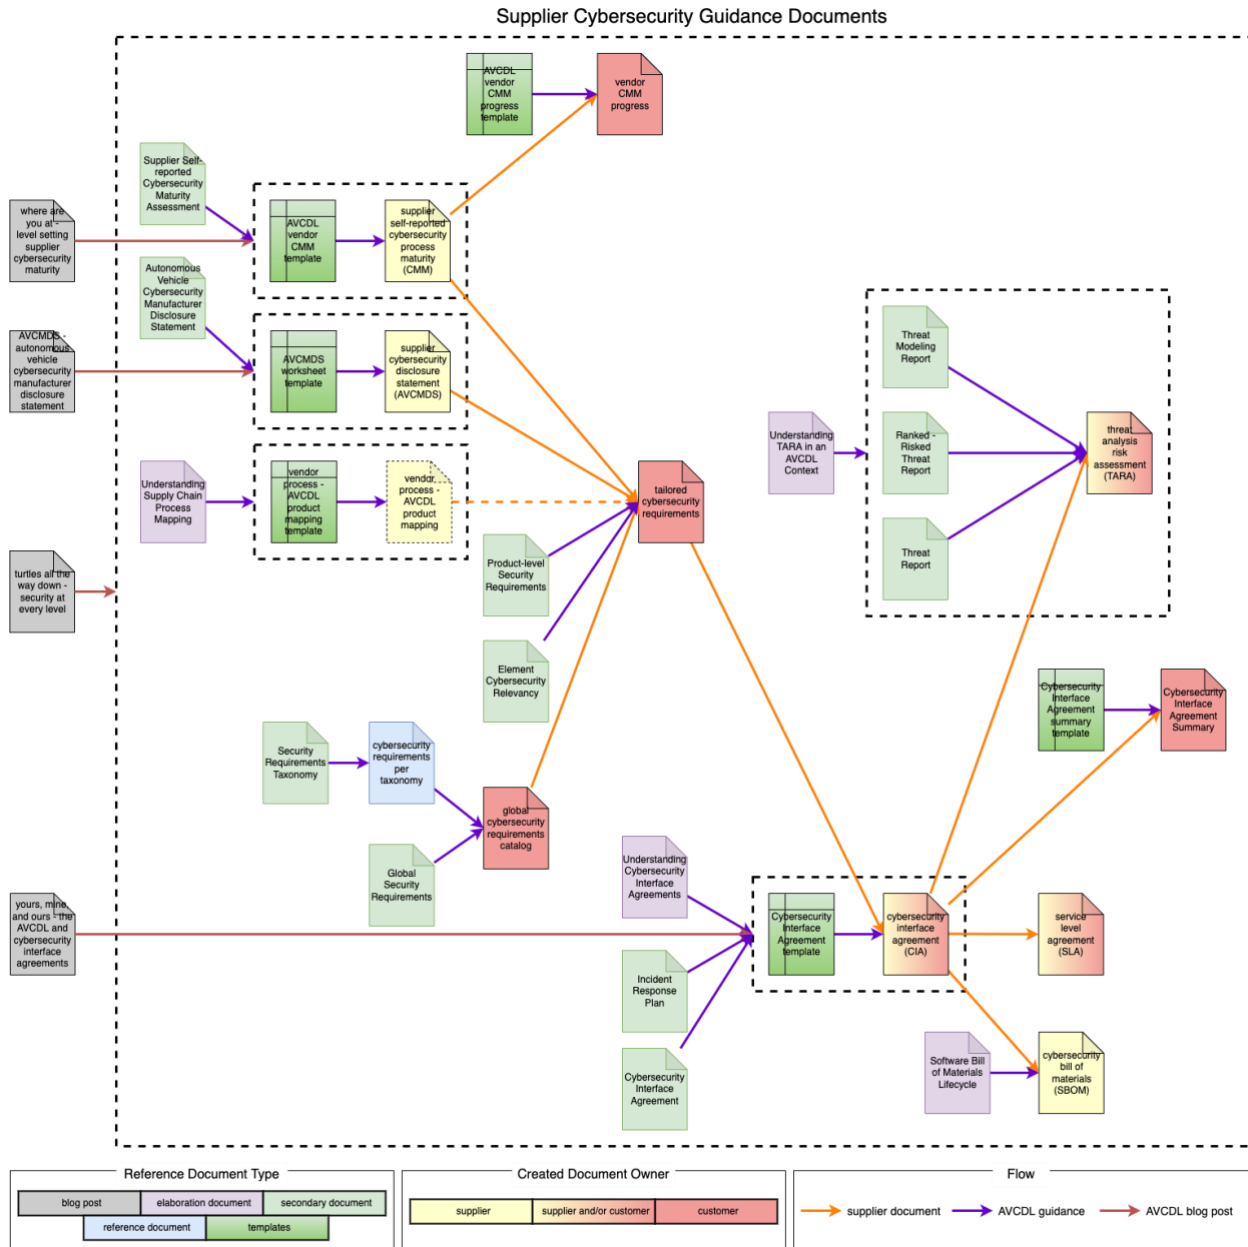 Supplier Cybersecurity Guidance Documents
AVCDL
vendor
CMM
progress
template
vendor
CMM
progress
Supplier Self-
reported
Cybersecurity
Maturity
Assessment
where are
you at -
level setting
supplier
cybersecurity
maturity
AVCDL
vendor
CMM
template
supplier
self-reported
cybersecurity
process
maturity
(CMM)
Autonomous
Vehicle
Cybersecurity
Manufacturer
Disclosure
Statement
AVCMDS -
autonomous
vehicle
cybersecurity
manufacturer
disclosure
statement
AVCMDS
worksheet
template
supplier
cybersecurity
disclosure
statement
(AVCMDS)
Threat
Modeling
Report
Understanding
TARA in an
AVCDL
Context
Ranked -
Risked
Threat
Report
threat
analysis
risk
assessment
(TARA)
Understanding
Supply Chain
Process
Mapping
vendor
process -
AVCDL
product
mapping
template
vendor
process -
AVCDL
product
mapping
tailored
cybersecurity
requirements
Threat
Report
turtles all the
way down -
security at
every level
Product-level
Security
Requirements
Element
Cybersecurity
Relevancy
Cybersecurity
Interface
Agreement
summary
template
Cybersecurity
Interface
Agreement
Summary
Security
Requirements
Taxonomy
cybersecurity
requirements
per
taxonomy
global
cybersecurity
requirements
catalog
Global
Security
Requirements
Understanding
Cybersecurity
Interface
Agreements
yours, mine,
and ours - the
AVCDL and
cybersecurity
interface
agreements
Cybersecurity
Interface
Agreement
template
cybersecurity
interface
agreement
(CIA)
service
level
agreement
(SLA)
Incident
Response
Plan
Cybersecurity
Interface
Agreement
Software Bill
of Materials
Lifecycle
cybersecurity
bill of
materials
(SBOM)
Reference Document Type
blog post
elaboration document
secondary document
reference document
templates
Created Document Owner
supplier
supplier and/or customer
customer
Flow
supplier document
AVCDL guidance
AVCDL blog post